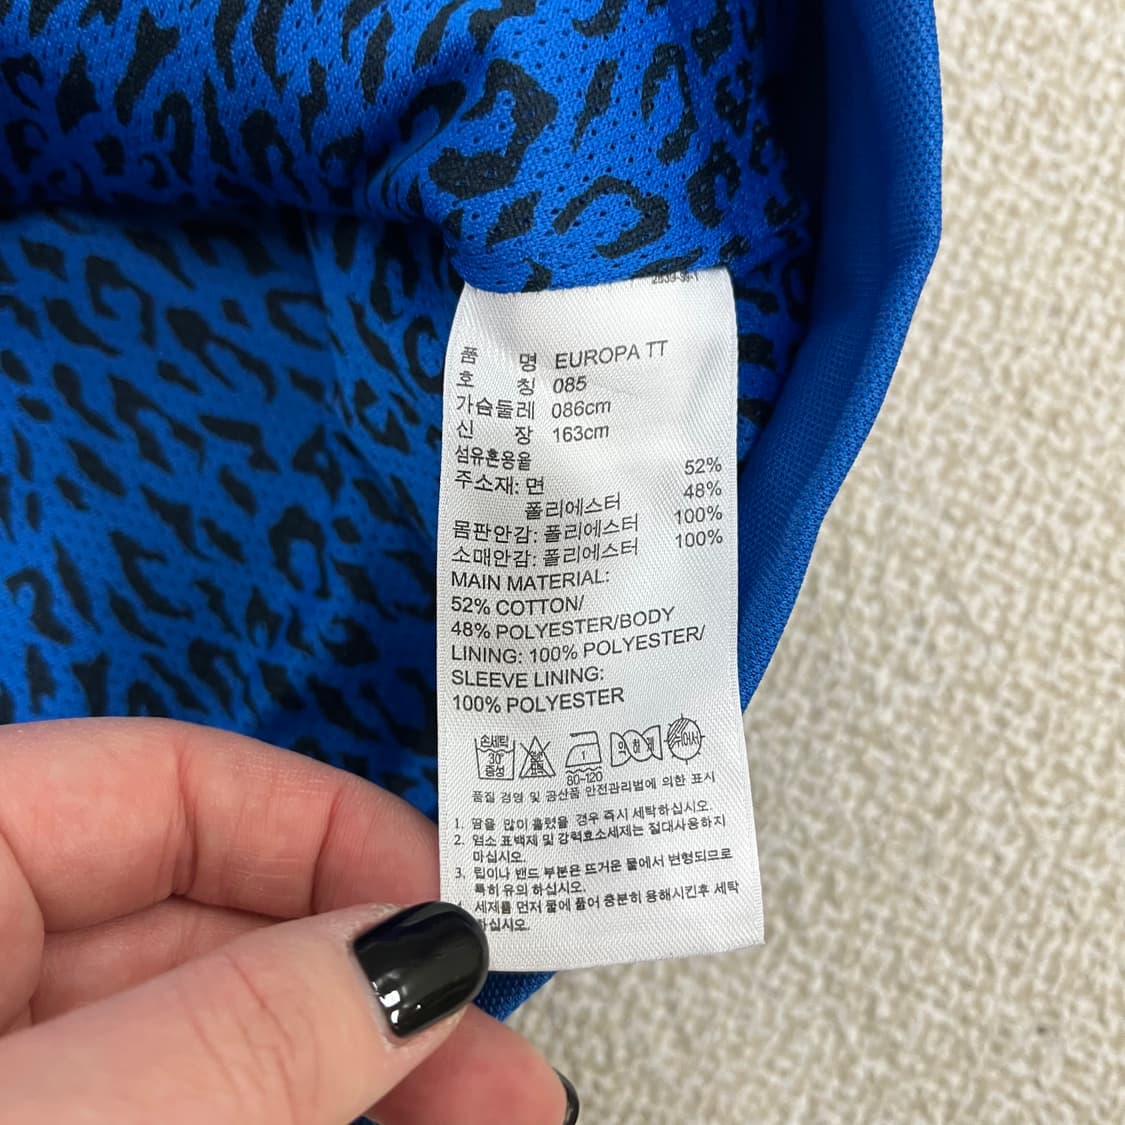 품 명 EUROPA TT
호 칭 085
가슴둘레 086cm
신 장 163cm
섬유혼용율
주소재: 면 52%
폴리에스터 48%
몸판안감: 폴리에스터 100%
소매안감: 폴리에스터 100%
MAIN MATERIAL:
52% COTTON/
48% POLYESTER/BODY
LINING: 100% POLYESTER/
SLEEVE LINING:
100% POLYESTER
손세탁
30°
중성
1
80~120
약하게
품질 경영 및 공산품 안전관리법에 의한 표시
1. 땀을 많이 흘렸을 경우 즉시 세탁하십시오.
2. 염소 표백제 및 강력효소세제는 절대사용하지
마십시오.
3. 립이나 밴드 부분은 뜨거운 물에서 변형되므로
특히 유의 하십시오.
세제를 먼저 물에 풀어 충분히 용해시킨후 세탁
하십시오.